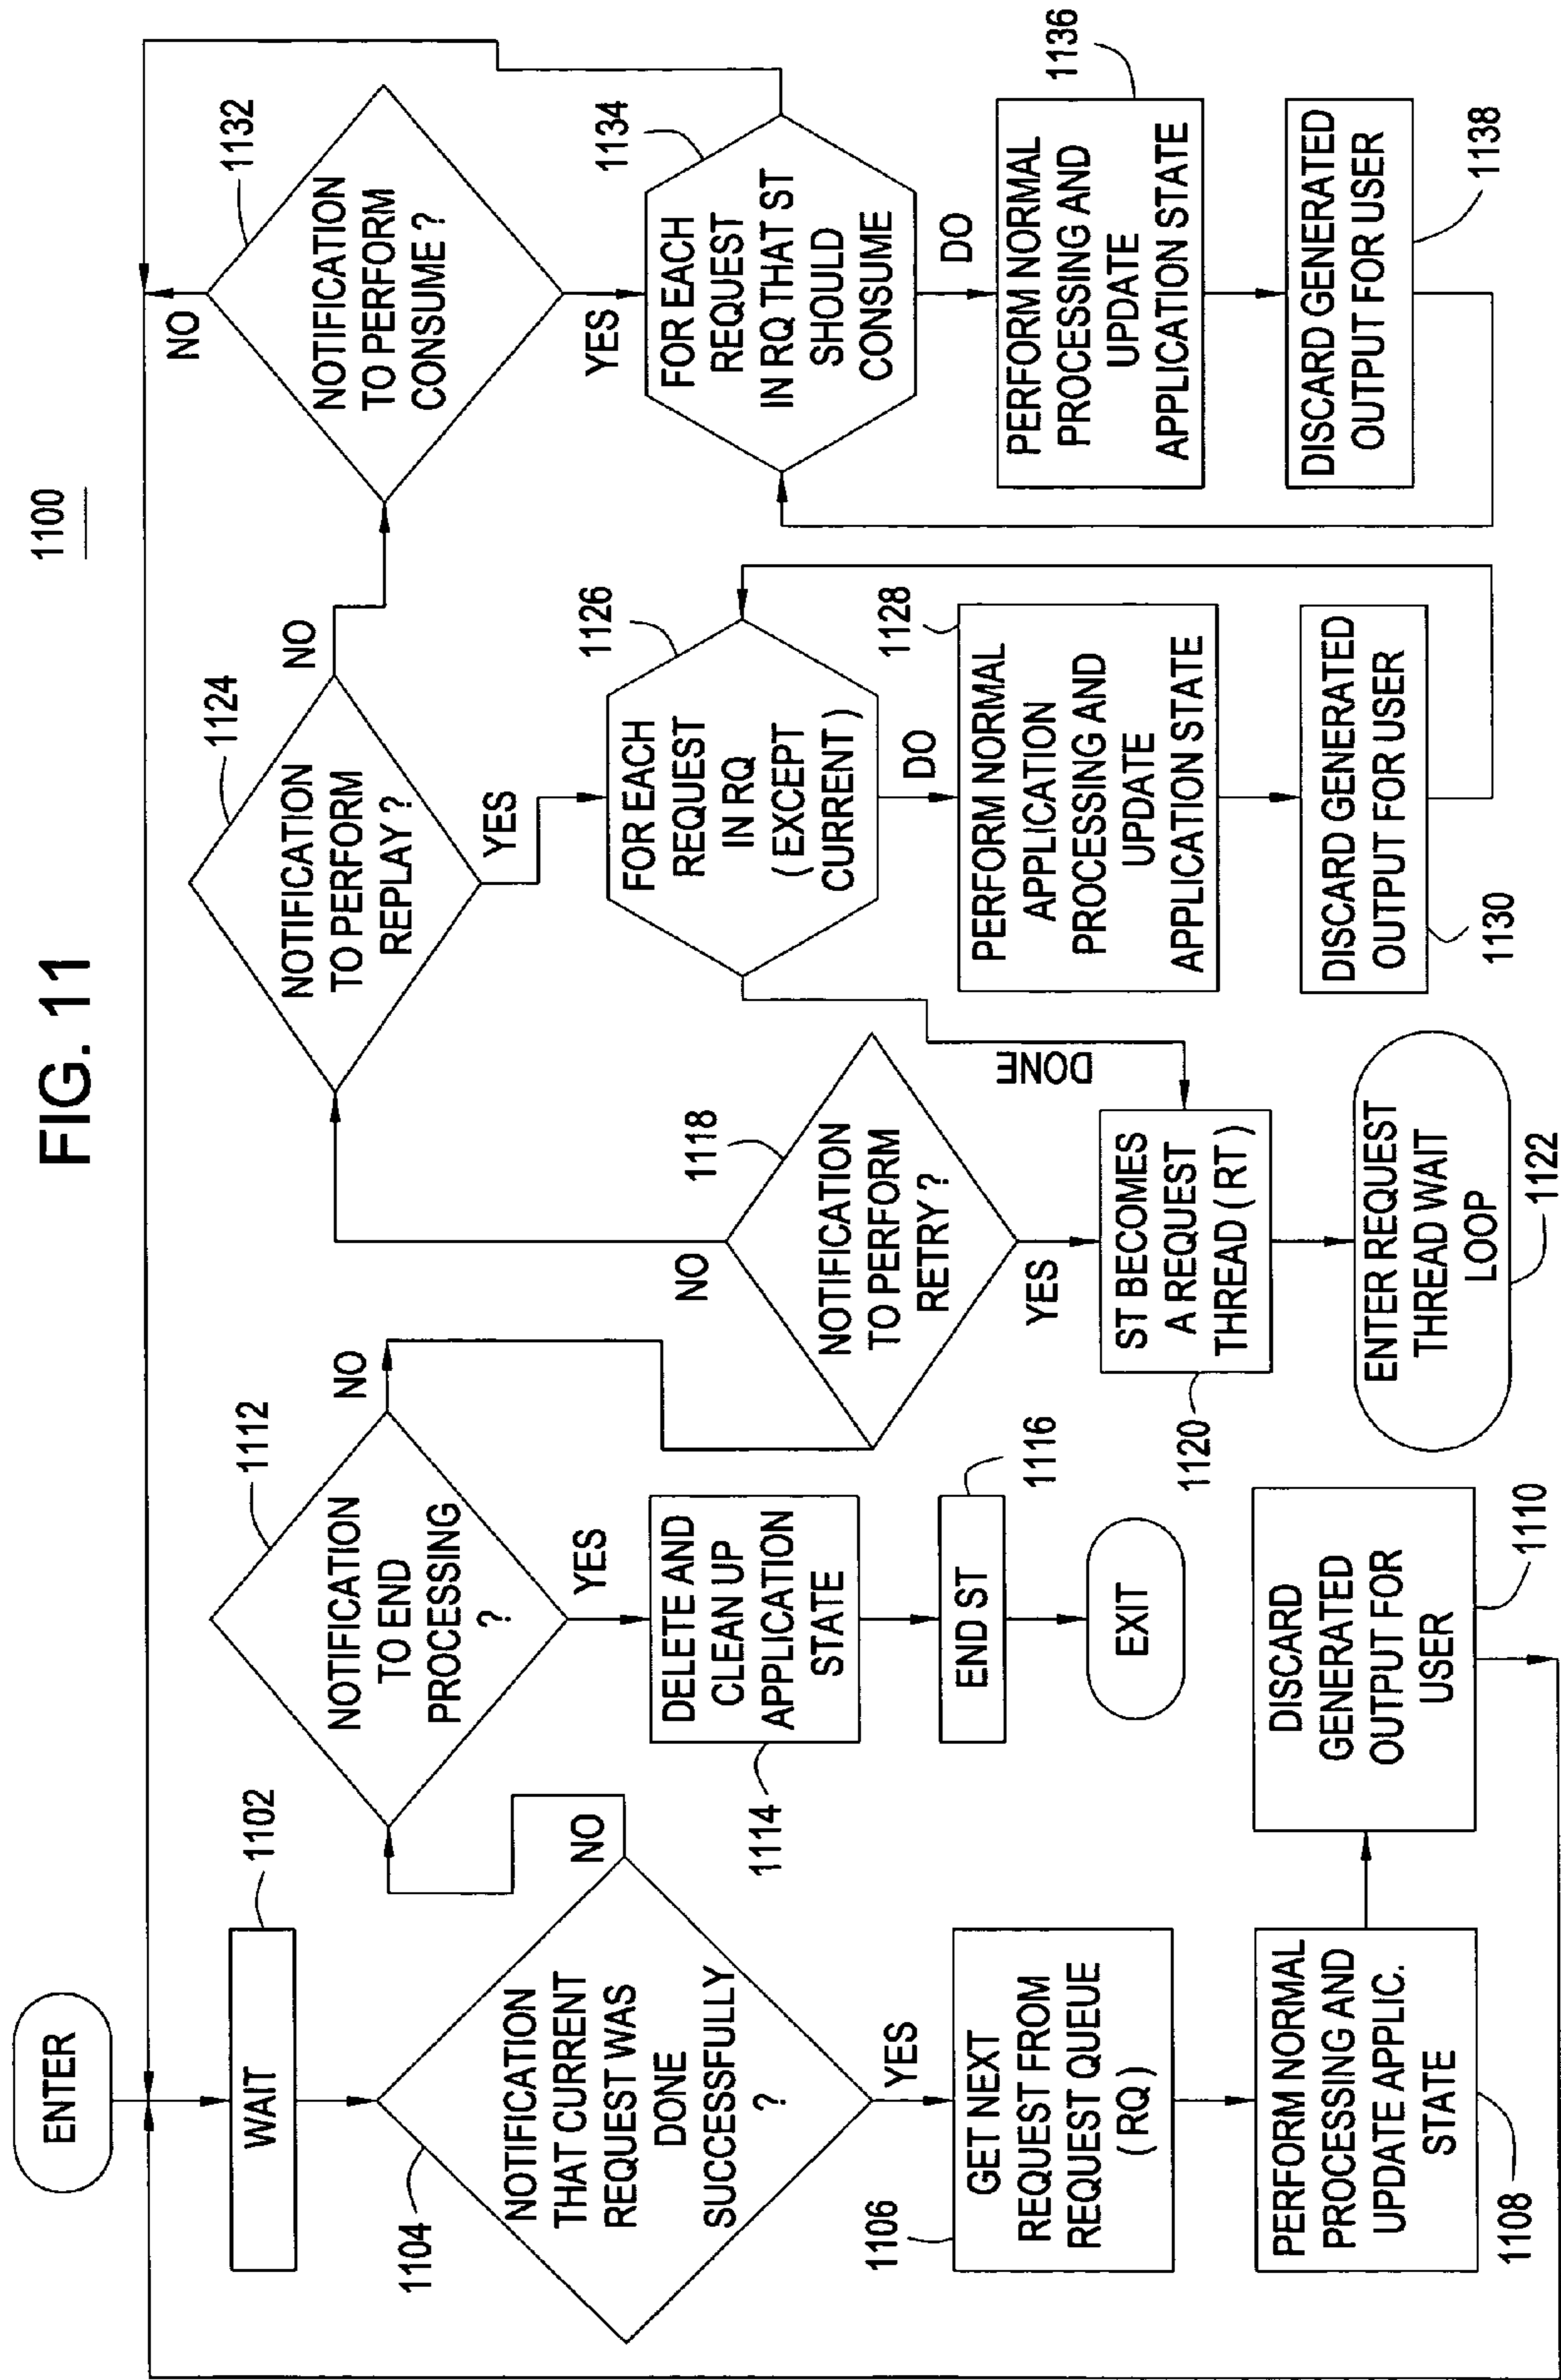 FIG. 11
1100
ENTER
WAIT
1102
NOTIFICATION
THAT CURRENT
REQUEST WAS
DONE
SUCCESSFULLY
?
1104
NO
YES
GET NEXT
REQUEST FROM
REQUEST QUEUE
(RQ)
1106
PERFORM NORMAL
PROCESSING AND
UPDATE APPLIC.
STATE
1108
DISCARD
GENERATED
OUTPUT FOR
USER
1110
NOTIFICATION
TO END
PROCESSING
?
1112
NO
YES
DELETE AND
CLEAN UP
APPLICATION
STATE
1114
END ST
1116
EXIT
NOTIFICATION
TO PERFORM
RETRY ?
1118
NO
YES
ST BECOMES
A REQUEST
THREAD (RT)
1120
ENTER REQUEST
THREAD WAIT
LOOP
1122
NOTIFICATION
TO PERFORM
REPLAY ?
1124
NO
YES
FOR EACH
REQUEST
IN RQ
(EXCEPT
CURRENT)
1126
DONE
DO
PERFORM NORMAL
APPLICATION
PROCESSING AND
UPDATE
APPLICATION STATE
1128
DISCARD GENERATED
OUTPUT FOR USER
1130
NOTIFICATION
TO PERFORM
CONSUME ?
1132
NO
YES
FOR EACH
REQUEST
IN RQ THAT ST
SHOULD
CONSUME
1134
DO
PERFORM NORMAL
PROCESSING AND
UPDATE
APPLICATION STATE
1136
DISCARD GENERATED
OUTPUT FOR USER
1138